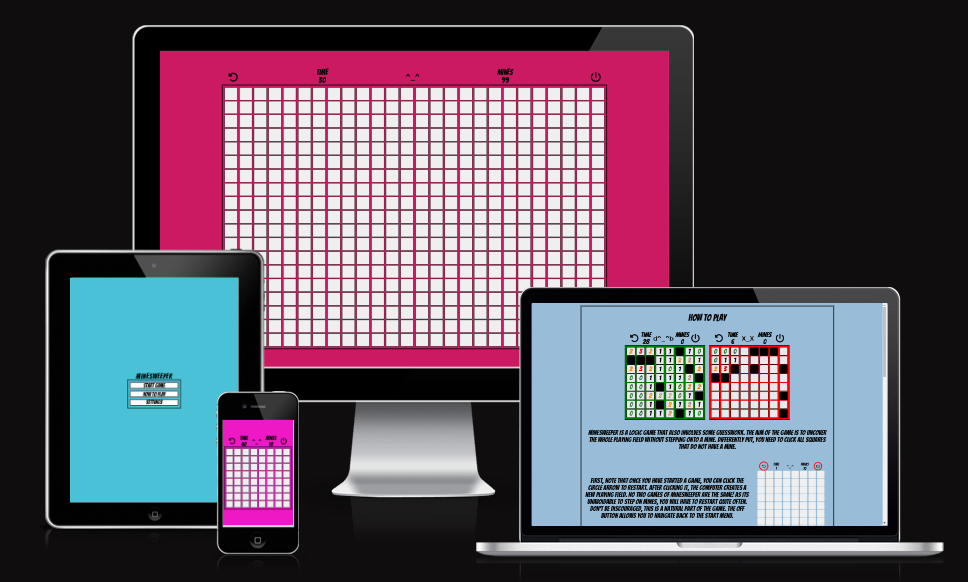 TIME
30
^_^
MINES
99
MINESWEEPER
START GAME
HOW TO PLAY
SETTINGS
TIME
^_^
MINES
HOW TO PLAY
TIME
28
d^_^b
MINES
0
TIME
6
X_X
MINES
0
MINESWEEPER IS A LOGIC GAME THAT ALSO INVOLVES SOME GUESSWORK. THE AIM OF THE GAME IS TO UNCOVER
THE WHOLE PLAYING FIELD WITHOUT STEPPING ONTO A MINE. DIFFERENTLY PUT, YOU NEED TO CLICK ALL SQUARES
THAT DO NOT HAVE A MINE.
FIRST, NOTE THAT ONCE YOU HAVE STARTED A GAME, YOU CAN CLICK THE
CIRCLE ARROW TO RESTART. AFTER CLICKING IT, THE COMPUTER CREATES A
NEW PLAYING FIELD. NO TWO GAMES OF MINESWEEPER ARE THE SAME! AS ITS
UNAVOIDABLE TO STEP ON MINES, YOU WILL HAVE TO RESTART QUITE OFTEN.
DON'T BE DISCOURAGED, THIS IS A NATURAL PART OF THE GAME. THE OFF
BUTTON ALLOWS YOU TO NAVIGATE BACK TO THE START MENU.